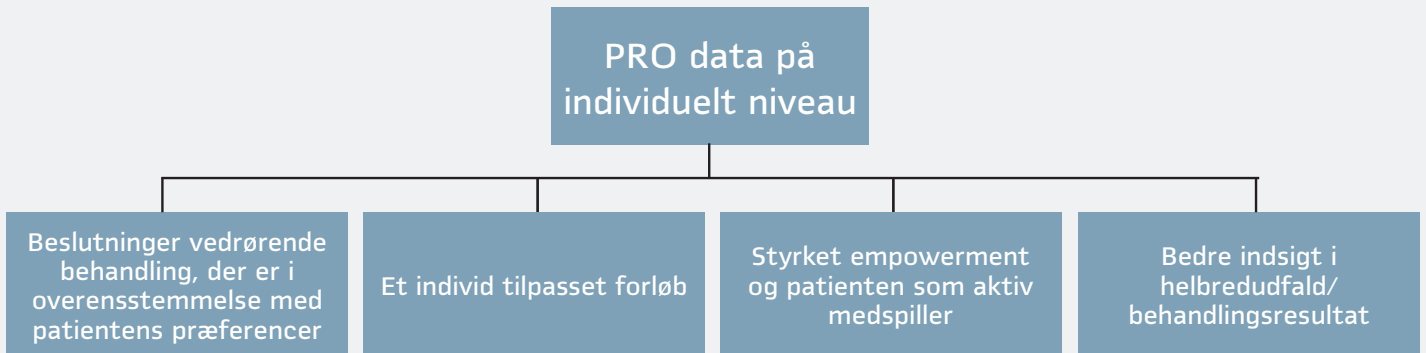 PRO data på
individuelt niveau
Beslutninger vedrørende
behandling, der er i
overensstemmelse med
patientens præferencer
Et individ tilpasset forløb
Styrket empowerment
og patienten som aktiv
medspiller
Bedre indsigt i
helbredudfald/
behandlingsresultat